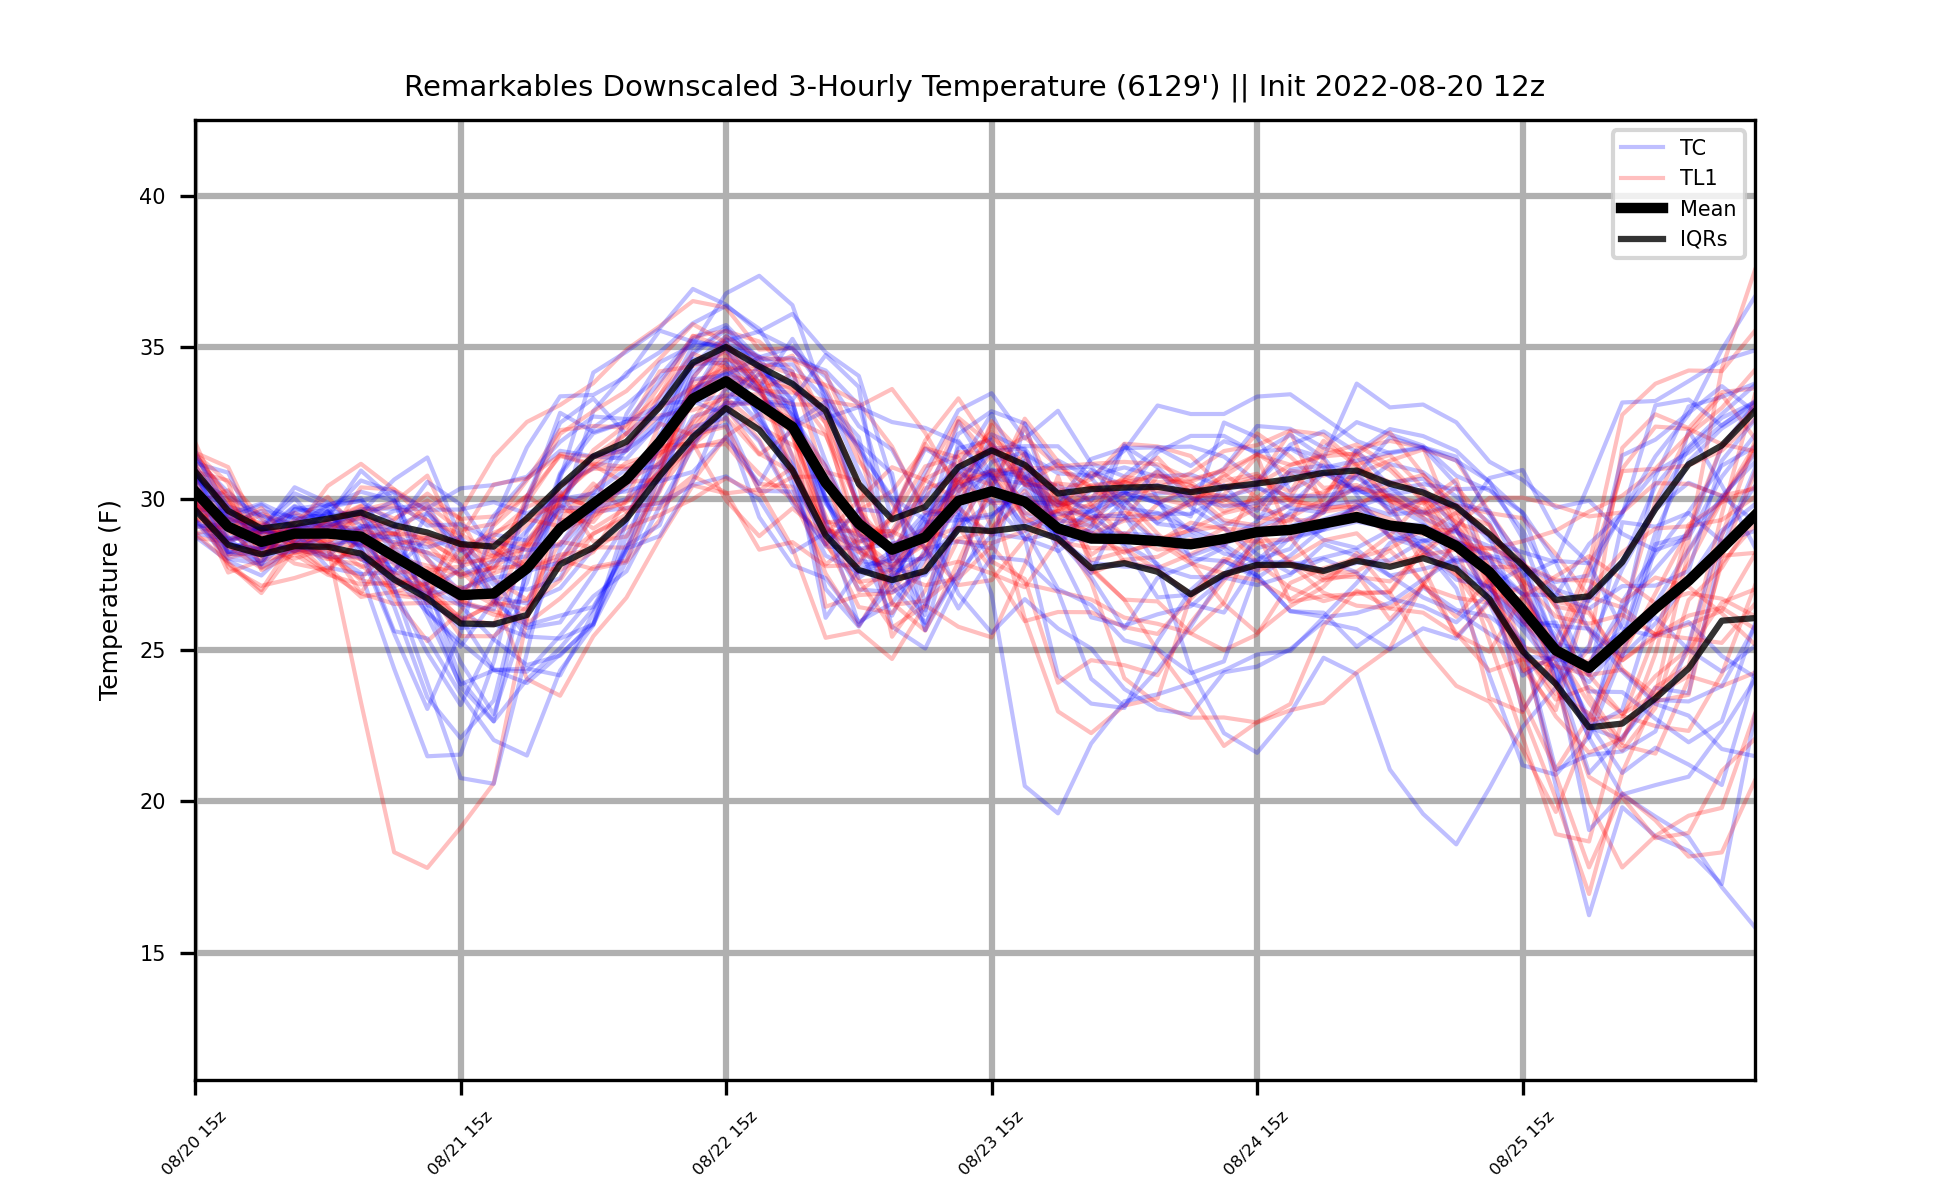 Remarkables Downscaled 3-Hourly Temperature (6129') || Init 2022-08-20 12z
TC
TL1
Mean
IQRs
Temperature (F)
40
35
30
25
20
15
08/20 15z
08/21 15z
08/22 15z
08/23 15z
08/24 15z
08/25 15z